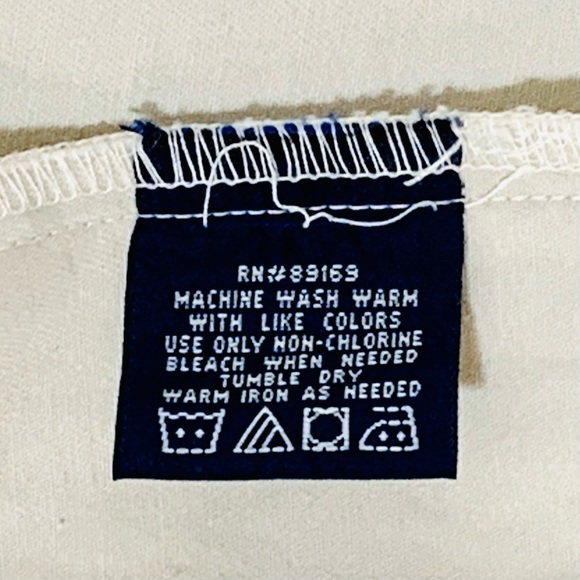 RN#89169
MACHINE WASH WARM
WITH LIKE COLORS
USE ONLY NON-CHLORINE
BLEACH WHEN NEEDED
TUMBLE DRY
WARM IRON AS NEEDED